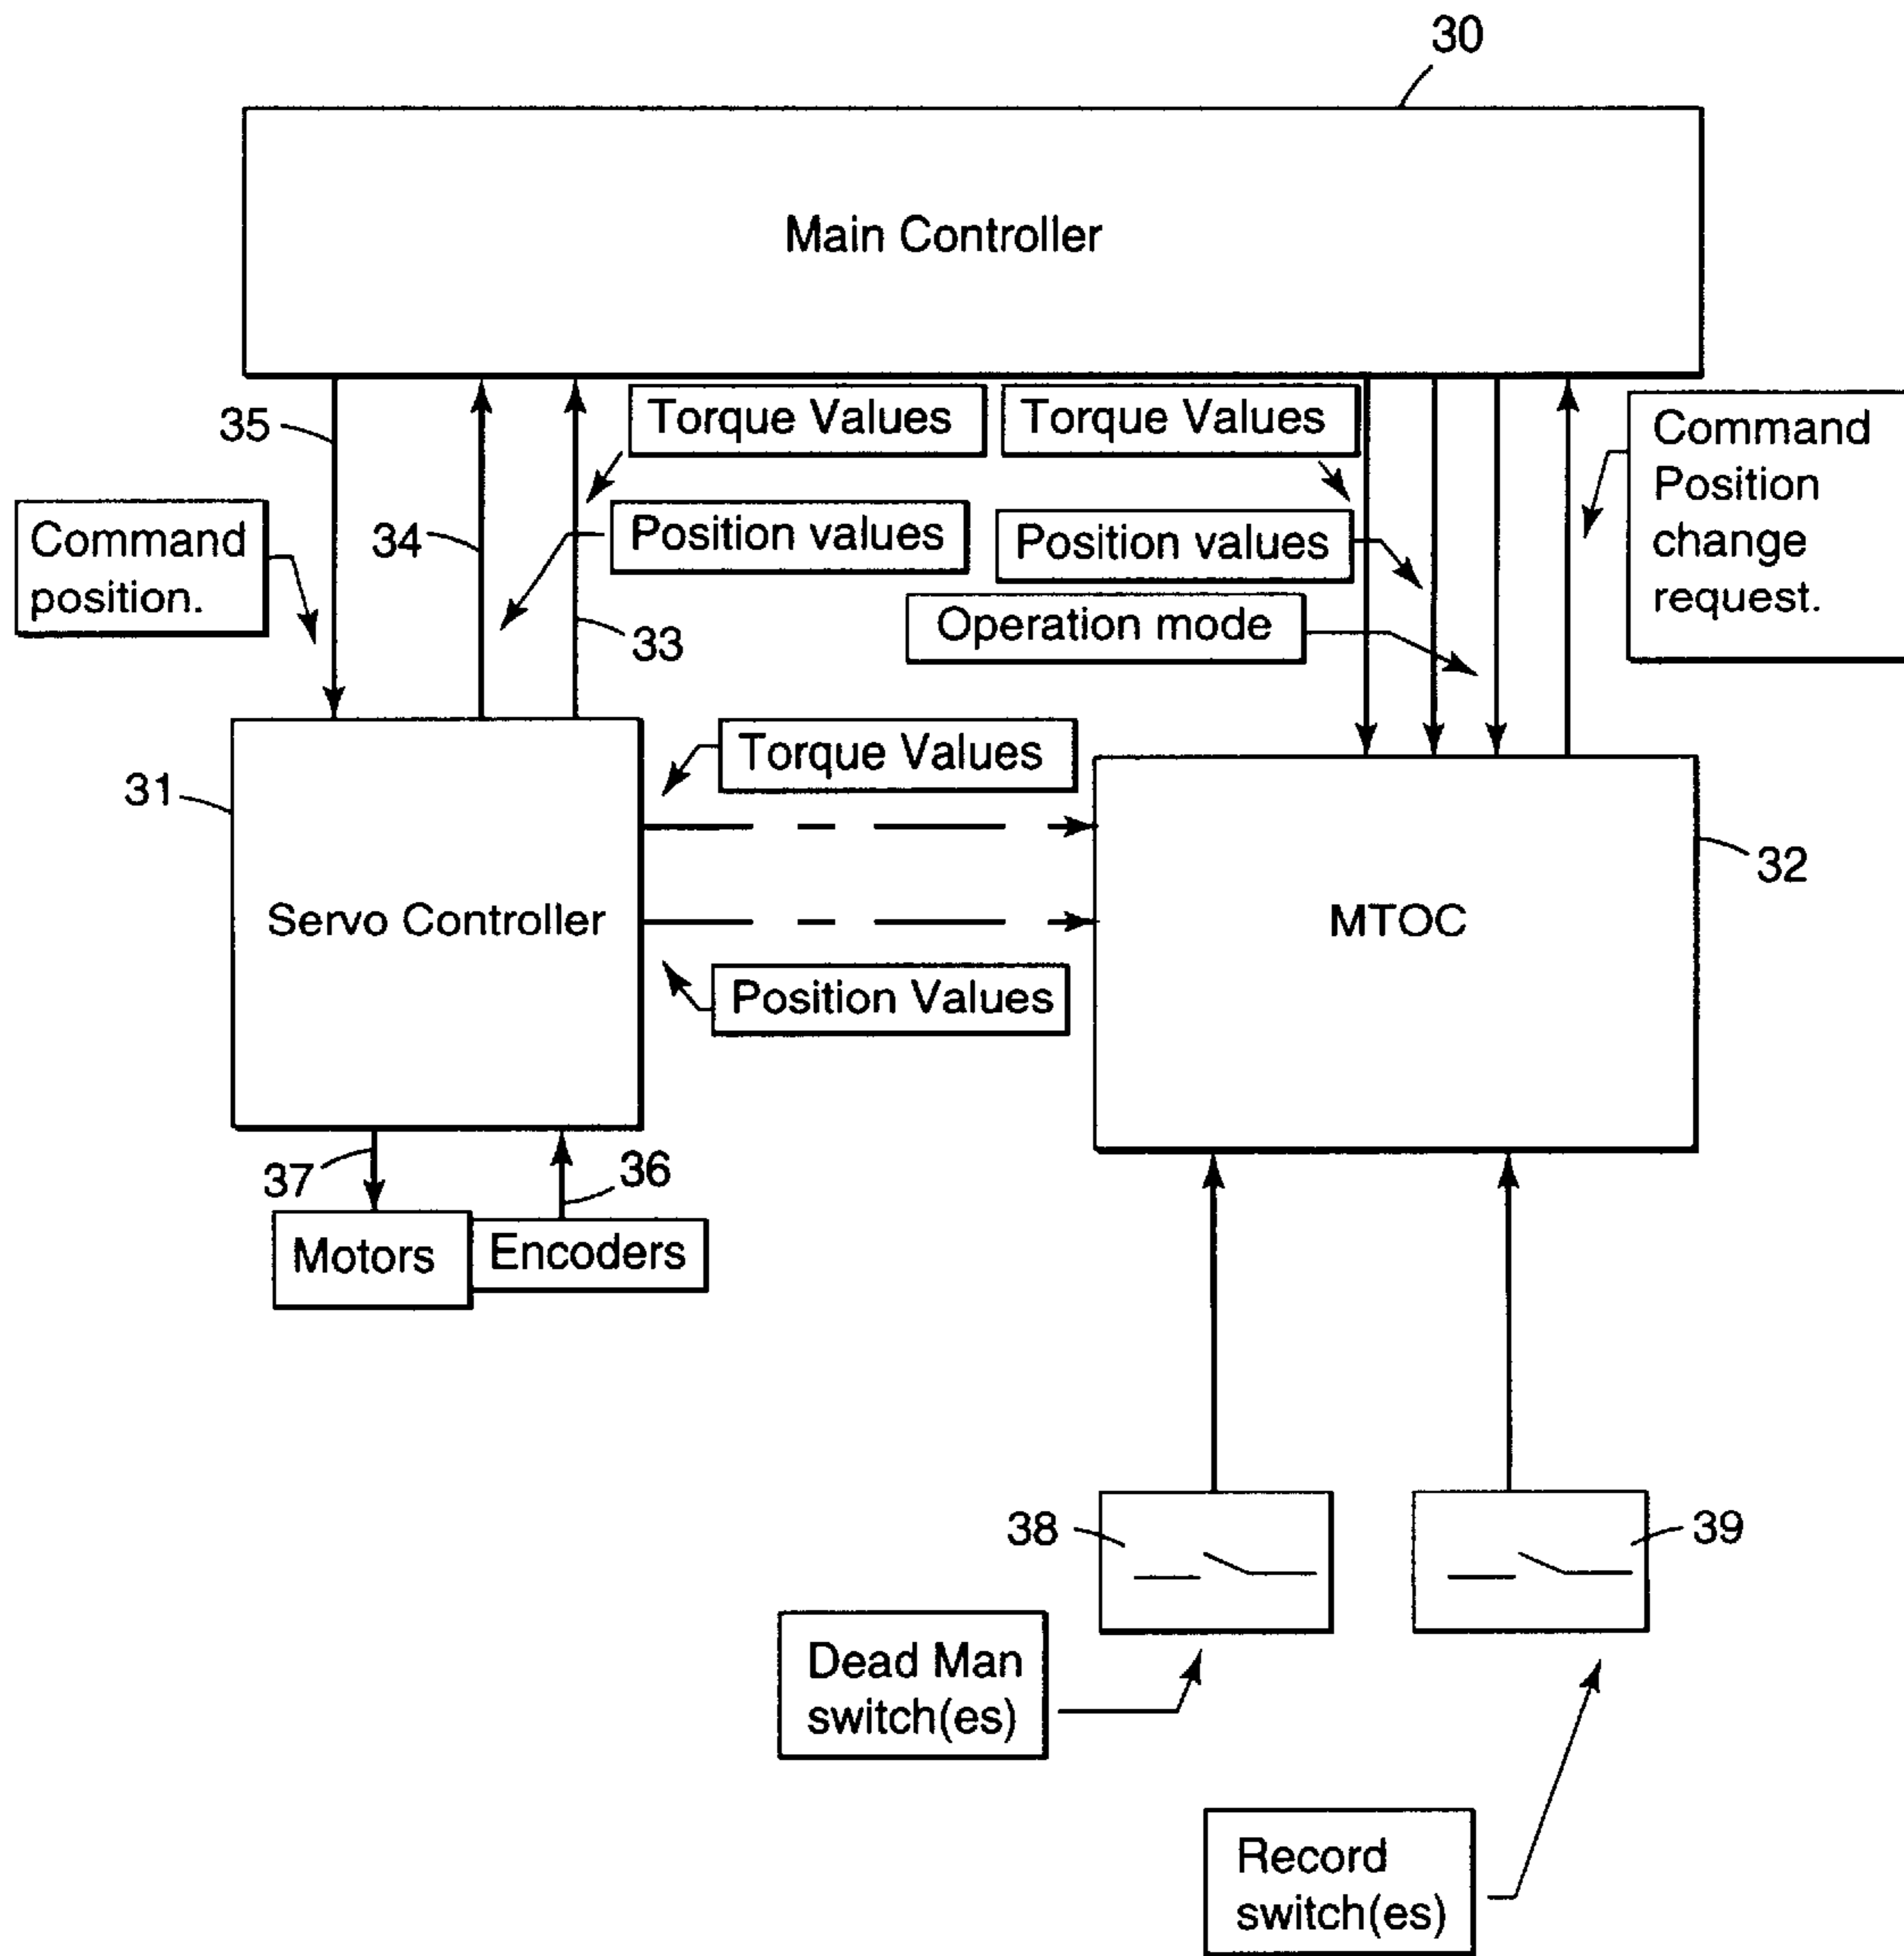 30
Main Controller
35
34
33
Torque Values
Torque Values
Command
position.
Position values
Position values
Operation mode
Command
Position
change
request.
31
Servo Controller
Torque Values
Position Values
MTOC
32
37
36
Motors
Encoders
38
39
Dead Man
switch(es)
Record
switch(es)